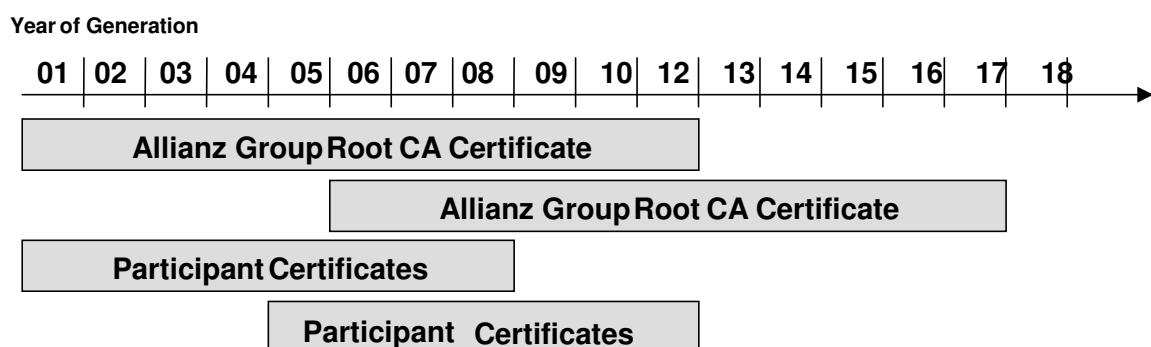 Year of Generation
01 02 03 04 05 06 07 08 09 10 12 13 14 15 16 17 18
Allianz Group Root CA Certificate
Allianz Group Root CA Certificate
Participant Certificates
Participant Certificates